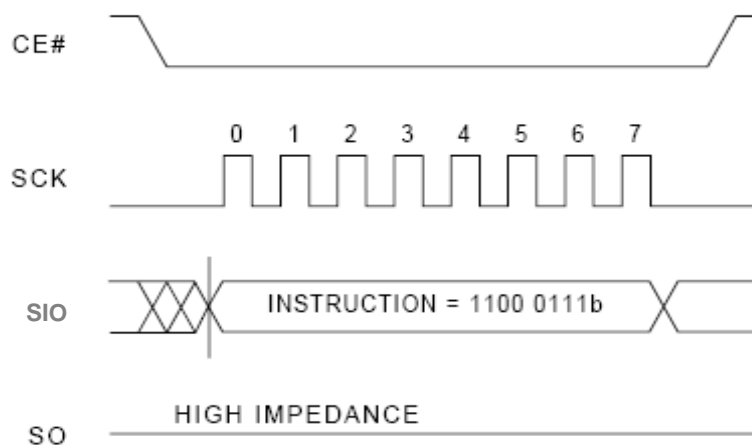 CE#
0 1 2 3 4 5 6 7
SCK
SIO
INSTRUCTION = 1100 0111b
HIGH IMPEDANCE
SO